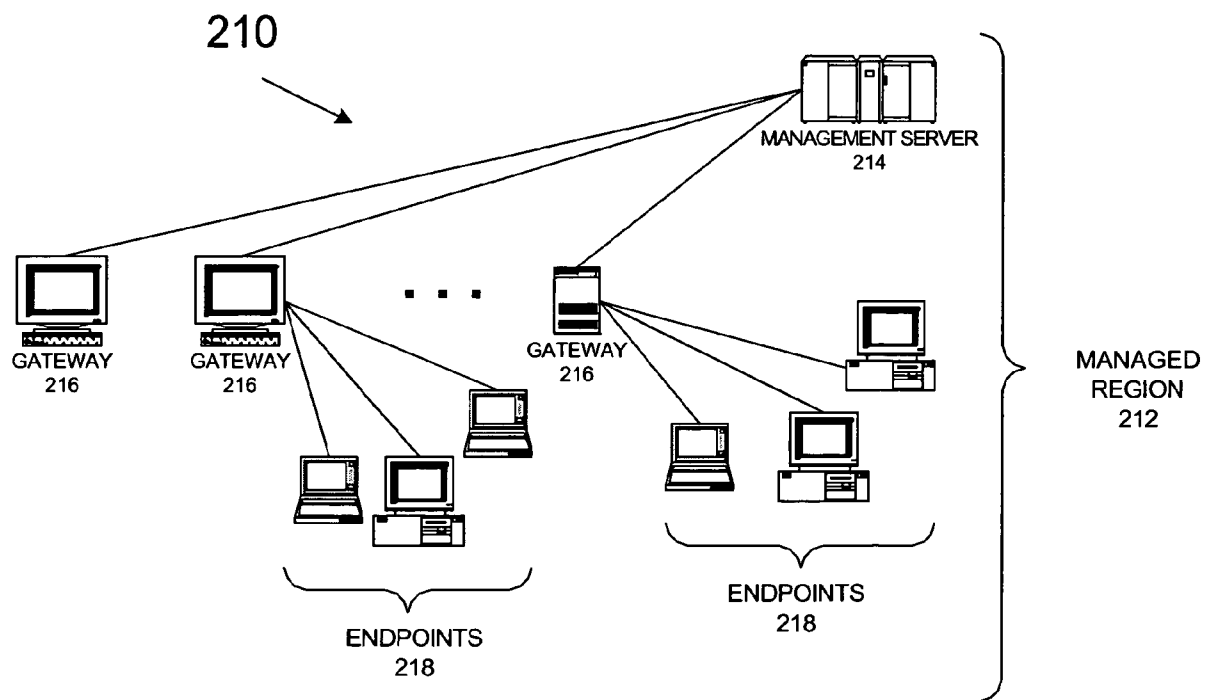 210
MANAGEMENT SERVER
214
GATEWAY
216
GATEWAY
216
GATEWAY
216
MANAGED
REGION
212
ENDPOINTS
218
ENDPOINTS
218